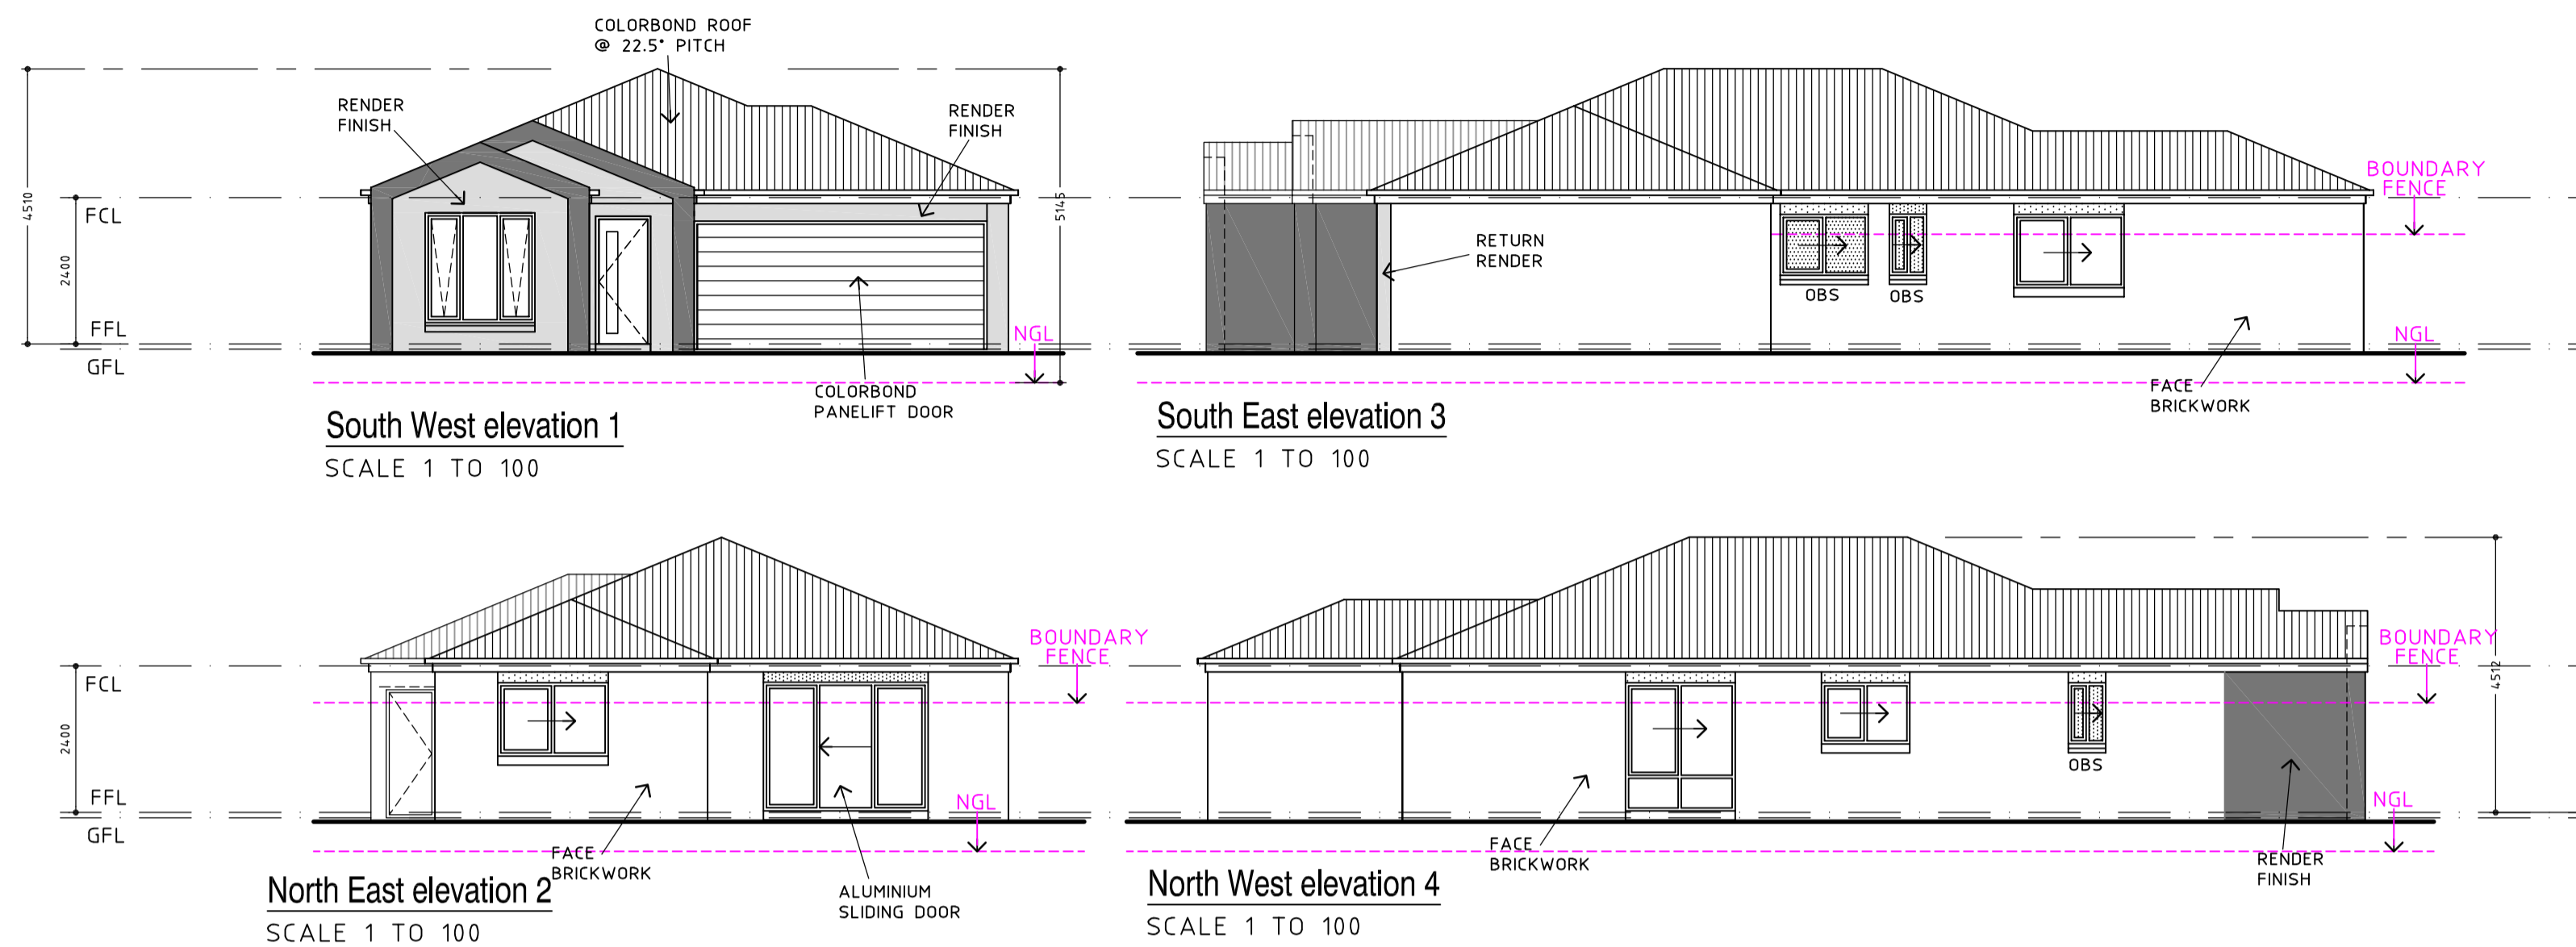 COLORBOND ROOF
@ 22.5° PITCH
RENDER
FINISH
RENDER
FINISH
4510
2400
FCL
FFL
GFL
5145
NGL
COLORBOND
PANELIFT DOOR
South West elevation 1
SCALE 1 TO 100
BOUNDARY
FENCE
RETURN
RENDER
OBS
OBS
NGL
FACE
BRICKWORK
South East elevation 3
SCALE 1 TO 100
BOUNDARY
FENCE
FCL
2400
FFL
GFL
NGL
FACE
BRICKWORK
ALUMINIUM
SLIDING DOOR
North East elevation 2
SCALE 1 TO 100
BOUNDARY
FENCE
4512
OBS
NGL
FACE
BRICKWORK
RENDER
FINISH
North West elevation 4
SCALE 1 TO 100